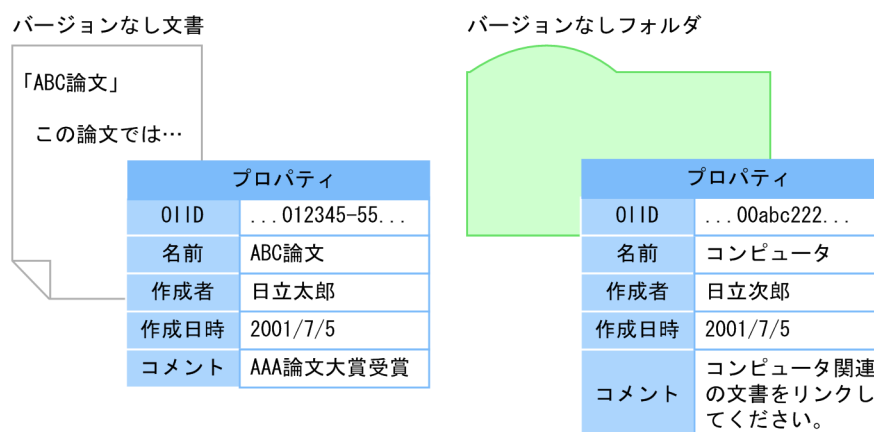 バージョンなし文書
「ABC論文」
この論文では…
プロパティ
OIID ...012345-55...
名前 ABC論文
作成者 日立太郎
作成日時 2001/7/5
コメント AAA論文大賞受賞
バージョンなしフォルダ
プロパティ
OIID ...00abc222...
名前 コンピュータ
作成者 日立次郎
作成日時 2001/7/5
コメント コンピュータ関連
の文書をリンクし
てください。